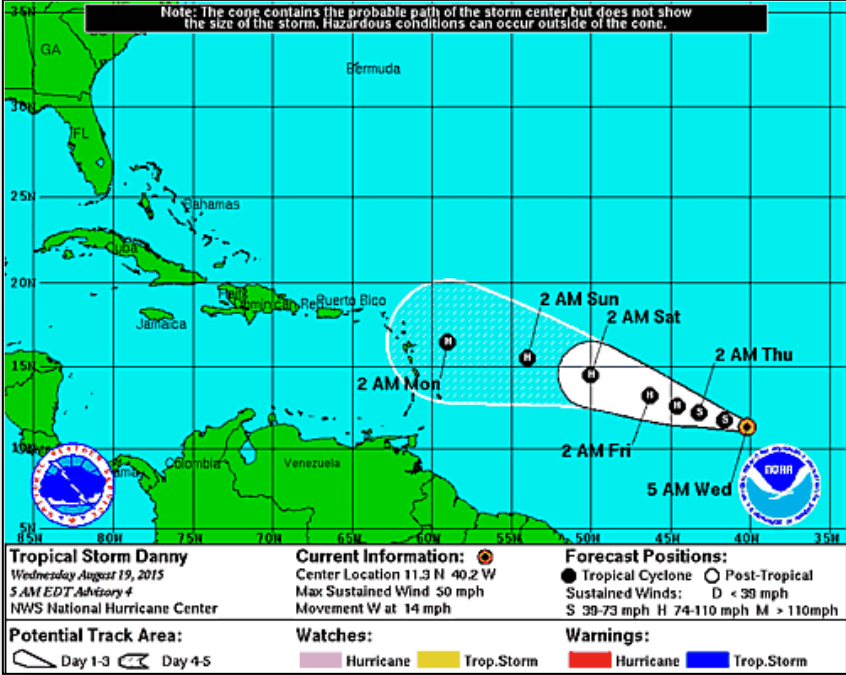 Note: The cone contains the probable path of the storm center but does not show
the size of the storm. Hazardous conditions can occur outside of the cone.
35N
GA
Bermuda
30N
FL
25N
Bahamas
Cuba
20N
Haiti
Dominican Rep
Puerto Rico
Jamaica
2 AM Sun
2 AM Sat
15N
2 AM Thu
2 AM Mon
H
H
H
H
H
S
S
2 AM Fri
10N
Colombia
Venezuela
5 AM Wed
NOAA
5N
85W 80W 75W 70W 65W 60W 55W 50W 45W 40W 35W
Tropical Storm Danny
Wednesday August 19, 2015
5 AM EDT Advisory 4
NWS National Hurricane Center
Current Information:
Center Location 11.3 N 40.2 W
Max Sustained Wind 50 mph
Movement W at 14 mph
Forecast Positions:
Tropical Cyclone Post-Tropical
Sustained Winds: D < 39 mph
S 39-73 mph H 74-110 mph M > 110mph
Potential Track Area:
Day 1-3 Day 4-5
Watches:
Hurricane Trop.Storm
Warnings:
Hurricane Trop.Storm